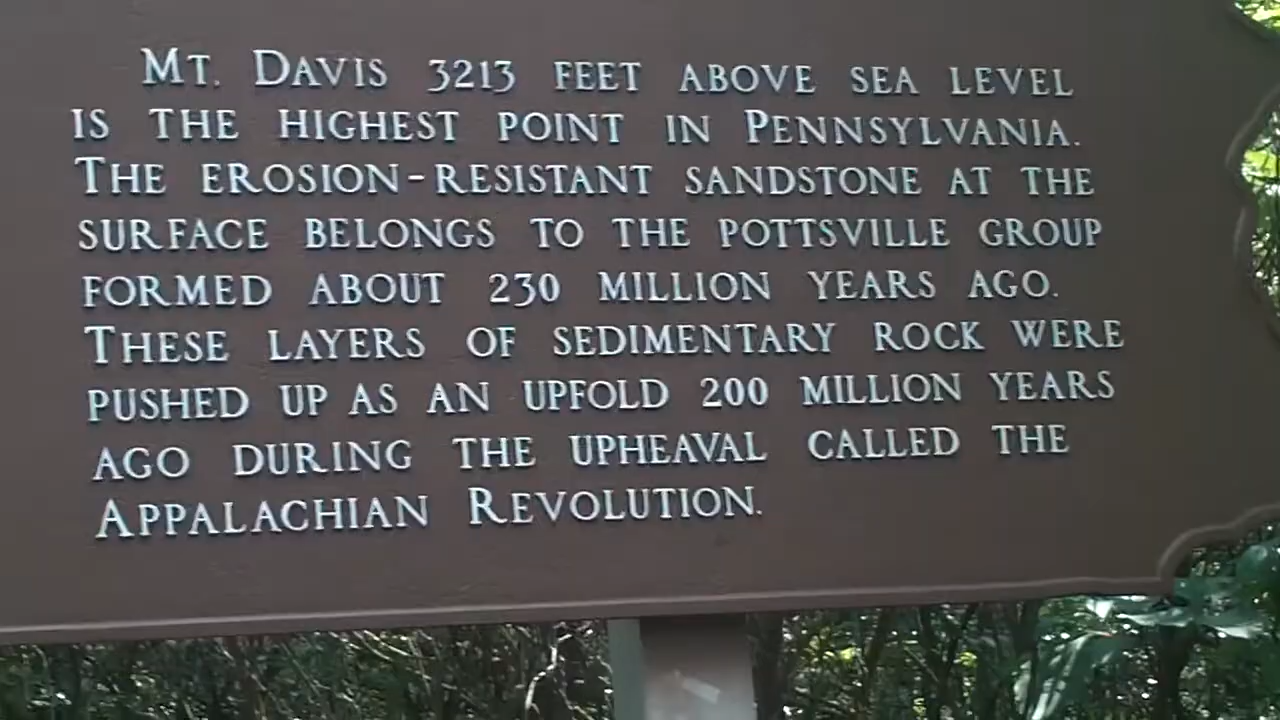 Mt. Davis 3213 feet above sea level
is the highest point in Pennsylvania.
The erosion-resistant sandstone at the
surface belongs to the Pottsville Group
formed about 230 million years ago.
These layers of sedimentary rock were
pushed up as an upfold 200 million years
ago during the upheaval called the
Appalachian Revolution.